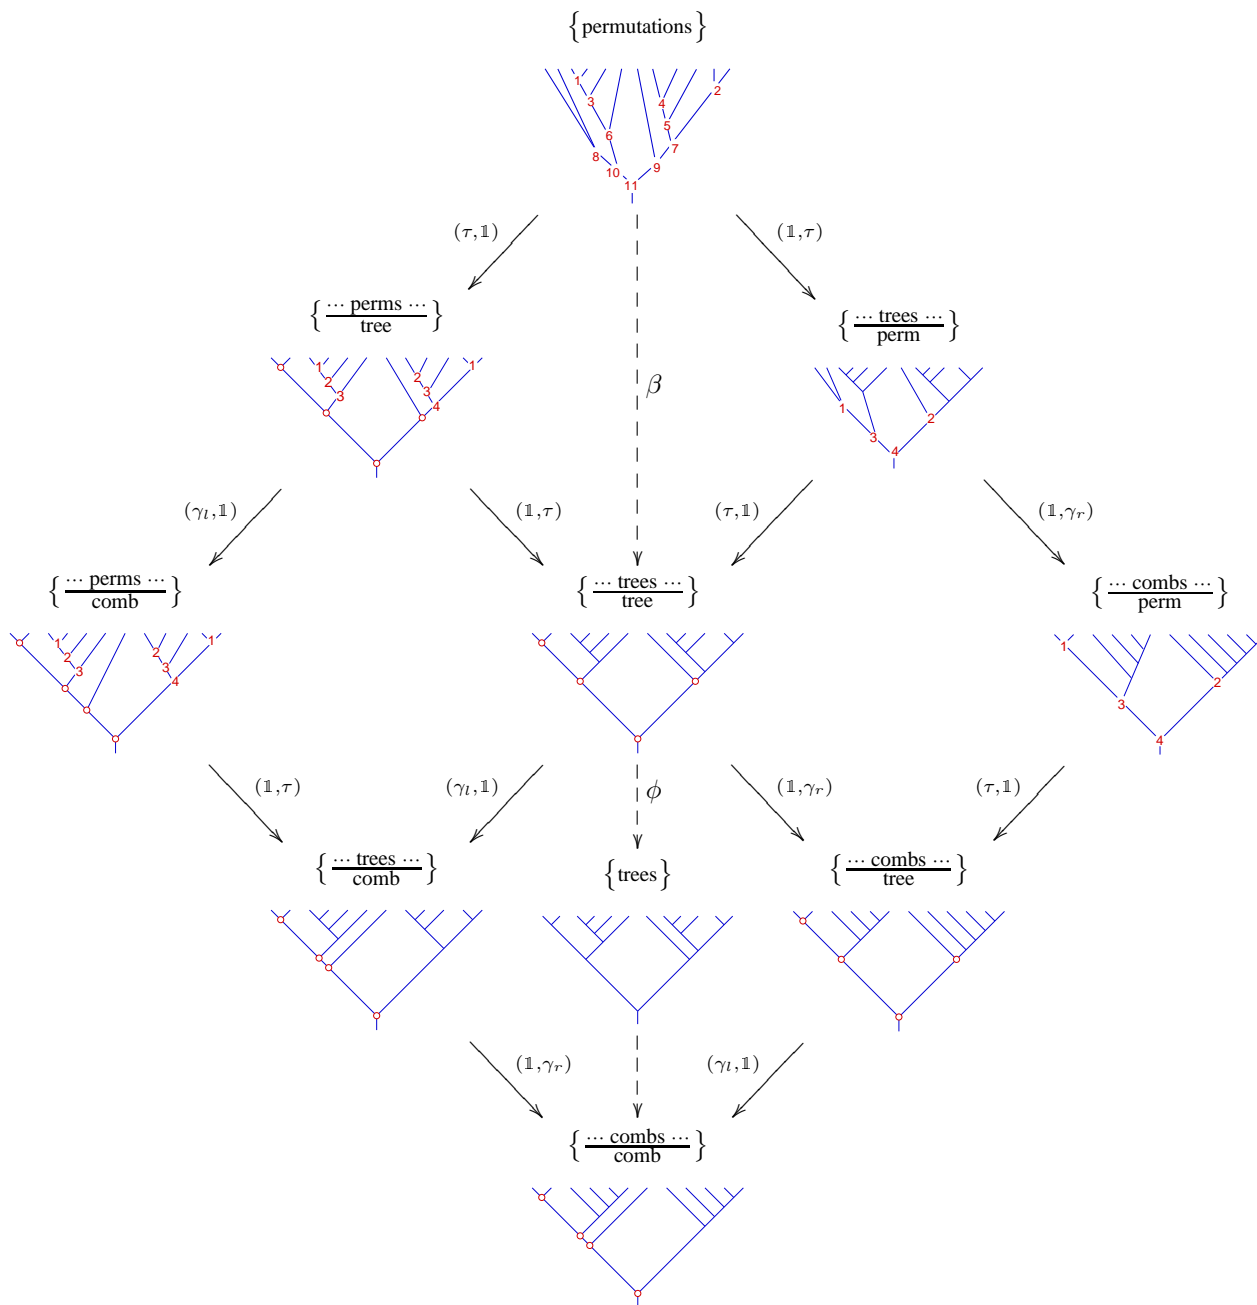 {permutations}
1
2
3
4
5
6
7
8
9
10
11
(τ,𝟙)
(𝟙,τ)
{ ··· perms ··· / tree }
{ ··· trees ··· / perm }
1
1
2
2
3
3
4
β
1
2
3
4
(γ_l,𝟙)
(𝟙,τ)
(τ,𝟙)
(𝟙,γ_r)
{ ··· perms ··· / comb }
{ ··· trees ··· / tree }
{ ··· combs ··· / perm }
1
1
2
2
3
3
4
1
2
3
4
(𝟙,τ)
(γ_l,𝟙)
φ
(𝟙,γ_r)
(τ,𝟙)
{ ··· trees ··· / comb }
{trees}
{ ··· combs ··· / tree }
(𝟙,γ_r)
(γ_l,𝟙)
{ ··· combs ··· / comb }